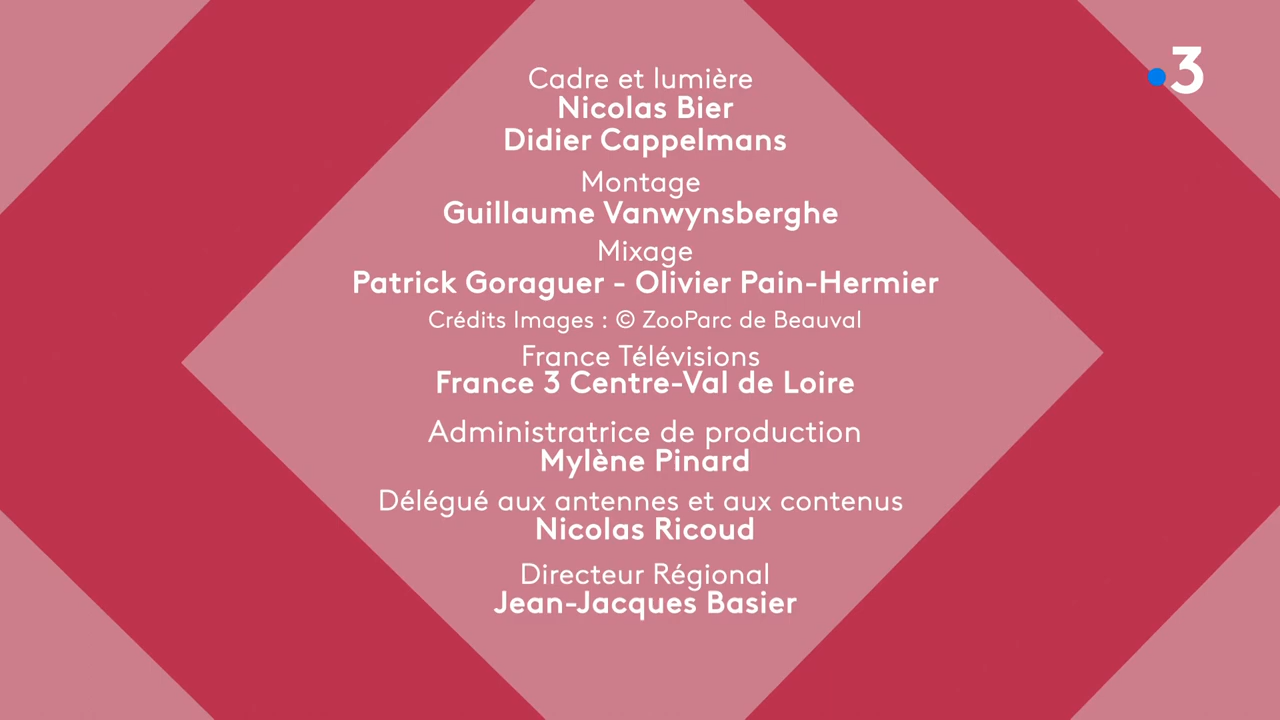 3
Cadre et lumière
Nicolas Bier
Didier Cappelmans
Montage
Guillaume Vanwynsberghe
Mixage
Patrick Goraguer - Olivier Pain-Hermier
Crédits Images : © ZooParc de Beauval
France Télévisions
France 3 Centre-Val de Loire
Administratrice de production
Mylène Pinard
Délégué aux antennes et aux contenus
Nicolas Ricoud
Directeur Régional
Jean-Jacques Basier